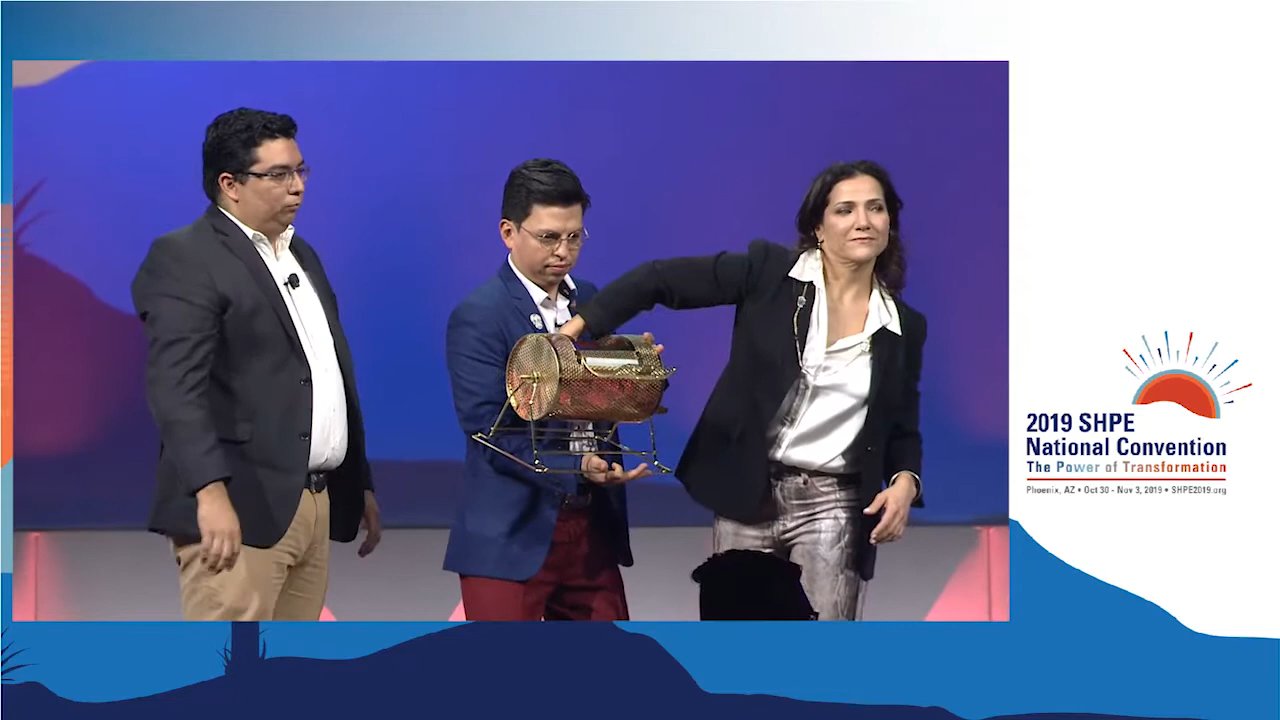 2019 SHPE
National Convention
The Power of Transformation
Phoenix, AZ • Oct 30 - Nov 3, 2019 • SHPE2019.org